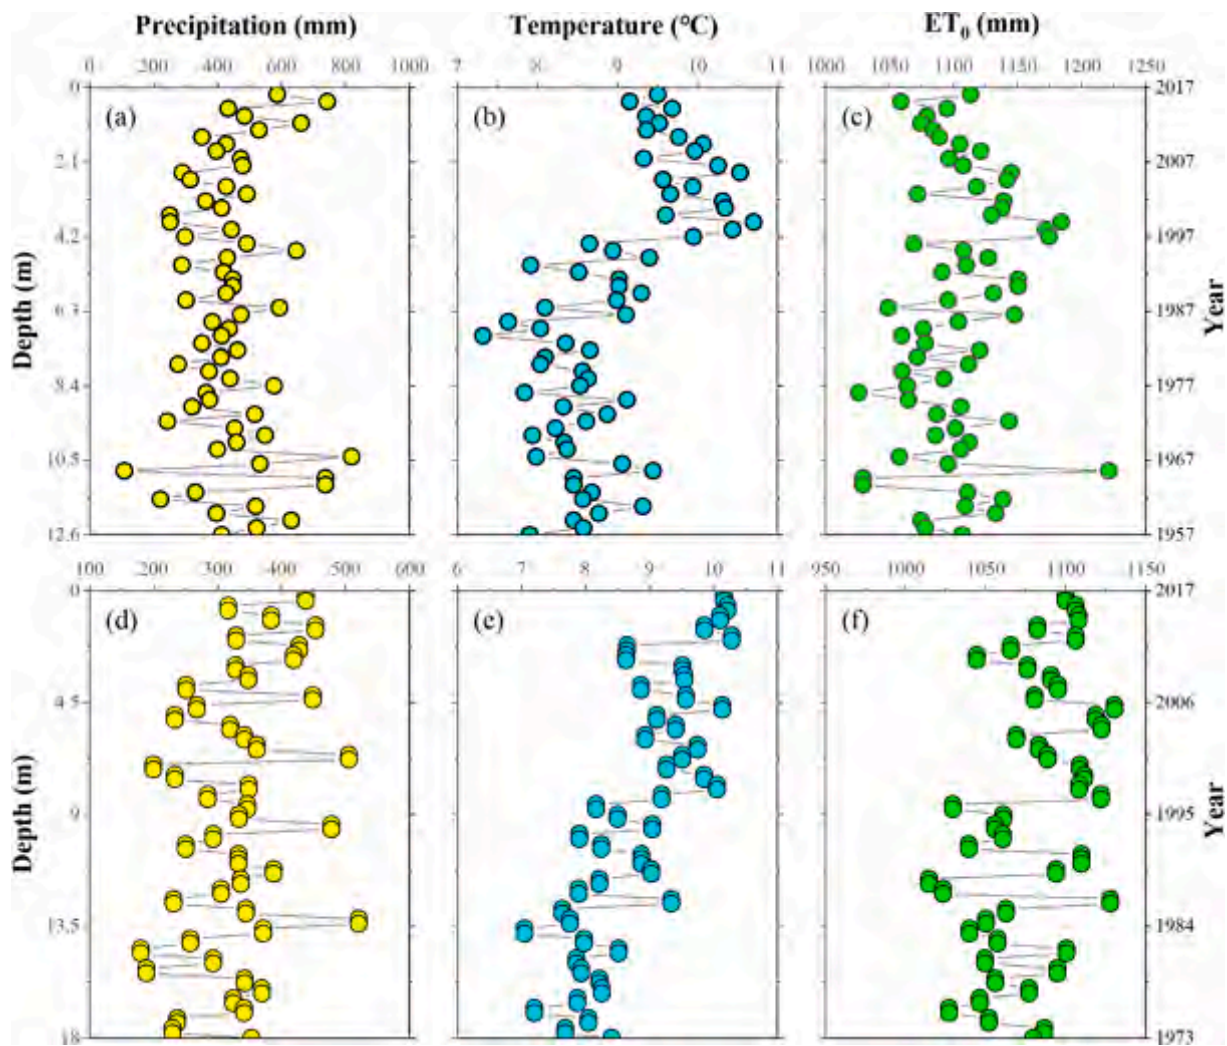 Precipitation (mm) Temperature (°C) ET0 (mm)
0 200 400 600 800 1000 7 8 9 10 11 1000 1050 1100 1150 1200 1250
0 (a) (b) (c) 2017
2.1 2007
4.2 1997
Depth (m) Year
6.3 1987
8.4 1977
10.5 1967
12.6 1957
100 200 300 400 500 600 6 7 8 9 10 11 950 1000 1050 1100 1150
0 (d) (e) (f) 2017
4.5 2006
Depth (m) Year
9 1995
13.5 1984
18 1973